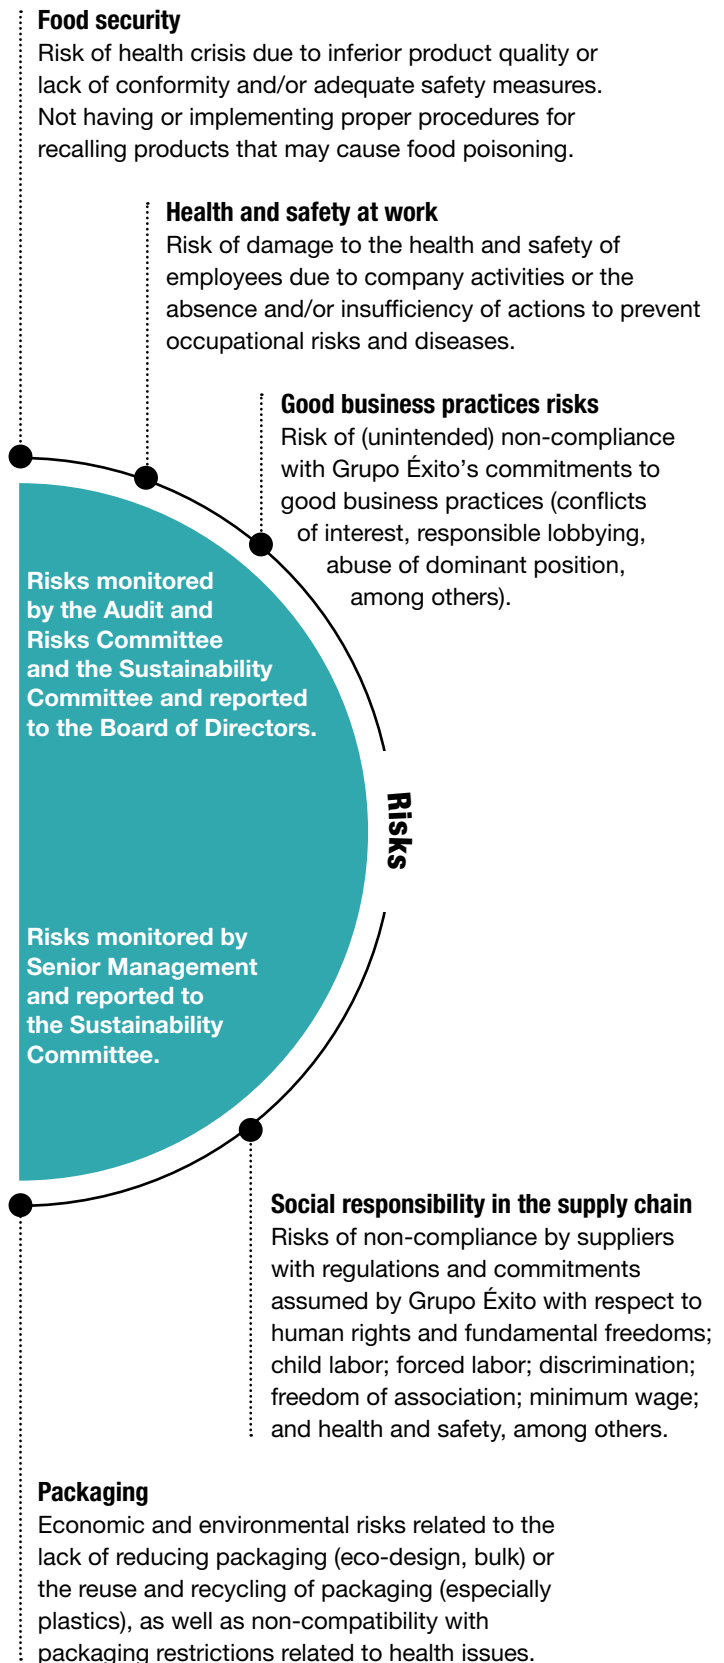 Food security
Risk of health crisis due to inferior product quality or
lack of conformity and/or adequate safety measures.
Not having or implementing proper procedures for
recalling products that may cause food poisoning.
Health and safety at work
Risk of damage to the health and safety of
employees due to company activities or the
absence and/or insufficiency of actions to prevent
occupational risks and diseases.
Good business practices risks
Risk of (unintended) non-compliance
with Grupo Éxito’s commitments to
good business practices (conflicts
of interest, responsible lobbying,
abuse of dominant position,
among others).
Risks monitored
by the Audit and
Risks Committee
and the Sustainability
Committee and reported
to the Board of Directors.
Risks
Risks monitored by
Senior Management
and reported to
the Sustainability
Committee.
Social responsibility in the supply chain
Risks of non-compliance by suppliers
with regulations and commitments
assumed by Grupo Éxito with respect to
human rights and fundamental freedoms;
child labor; forced labor; discrimination;
freedom of association; minimum wage;
and health and safety, among others.
Packaging
Economic and environmental risks related to the
lack of reducing packaging (eco-design, bulk) or
the reuse and recycling of packaging (especially
plastics), as well as non-compatibility with
packaging restrictions related to health issues.